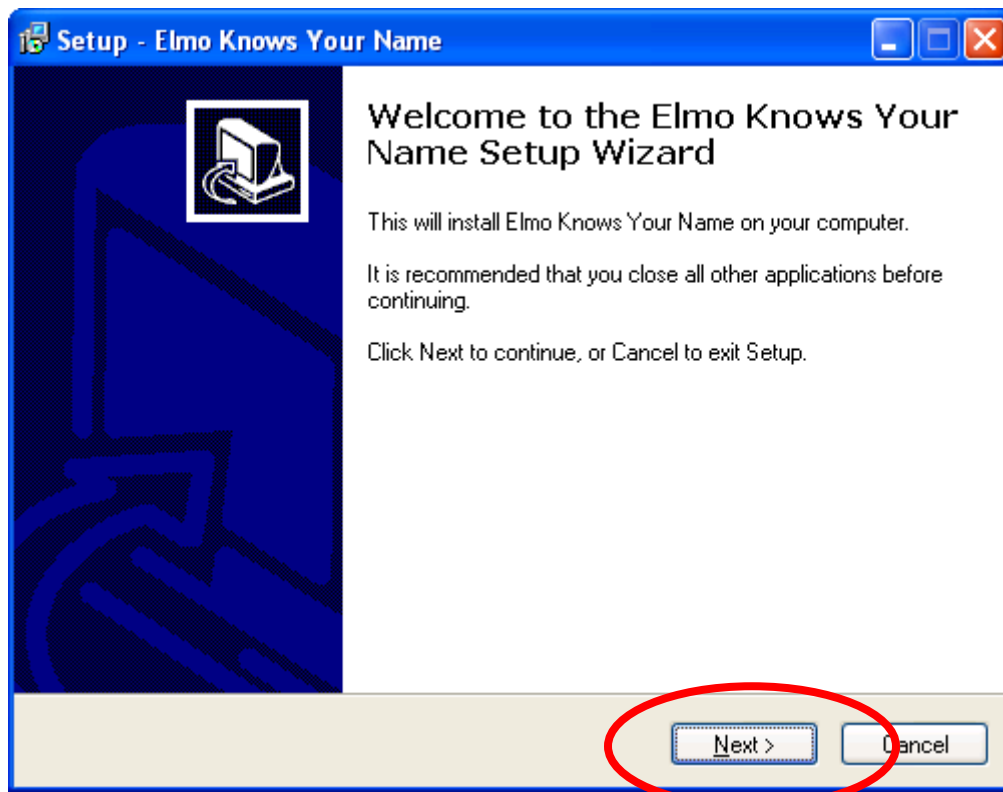 Setup - Elmo Knows Your Name
Welcome to the Elmo Knows Your
Name Setup Wizard
This will install Elmo Knows Your Name on your computer.
It is recommended that you close all other applications before
continuing.
Click Next to continue, or Cancel to exit Setup.
Next >
Cancel